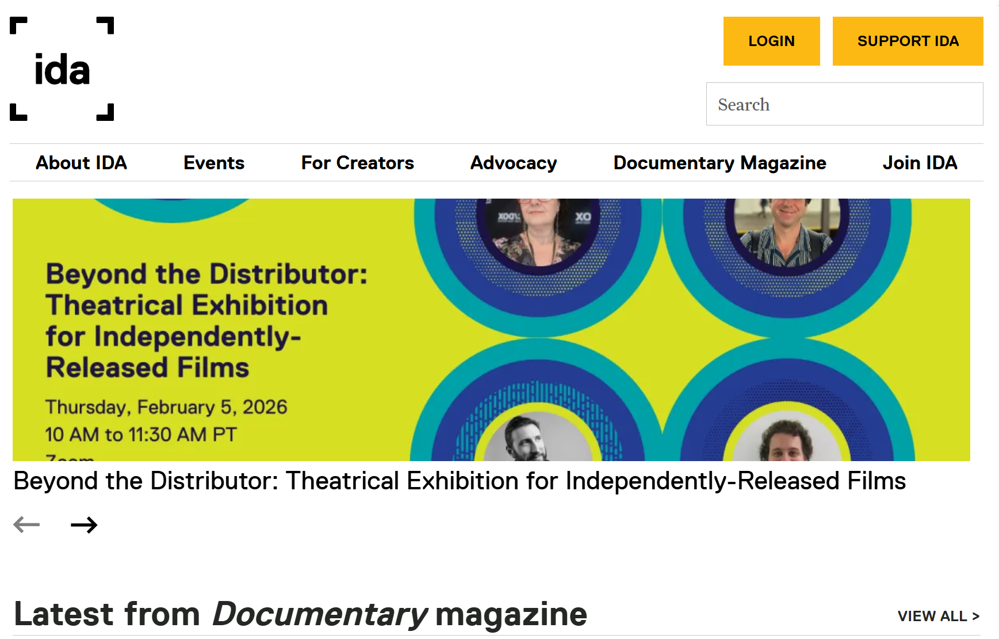 ida
LOGIN
SUPPORT IDA
Search
About IDA
Events
For Creators
Advocacy
Documentary Magazine
Join IDA
Beyond the Distributor:
Theatrical Exhibition
for Independently-
Released Films
Thursday, February 5, 2026
10 AM to 11:30 AM PT
Beyond the Distributor: Theatrical Exhibition for Independently-Released Films
Latest from Documentary magazine
VIEW ALL >